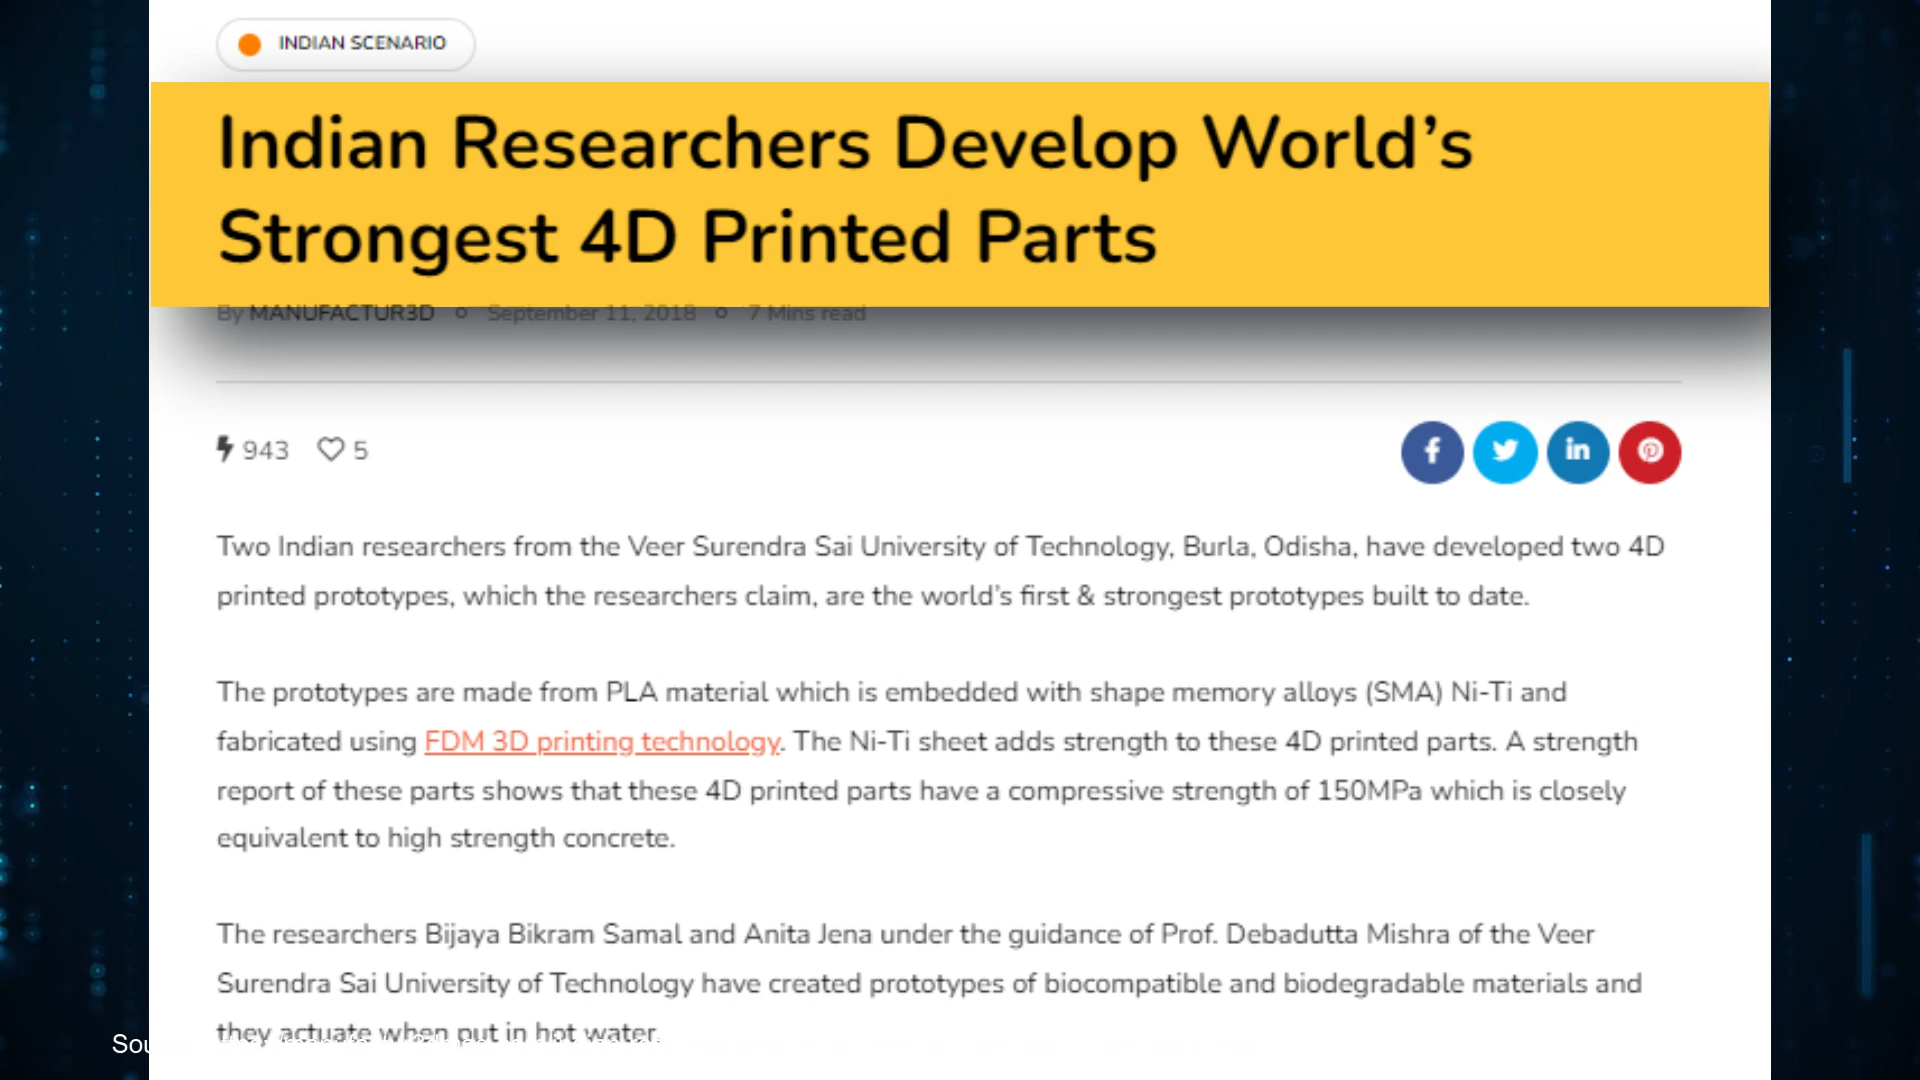 INDIAN SCENARIO
Indian Researchers Develop World’s
Strongest 4D Printed Parts
By MANUFACTUR3D September 11, 2018 7 Mins read
943 5
Two Indian researchers from the Veer Surendra Sai University of Technology, Burla, Odisha, have developed two 4D
printed prototypes, which the researchers claim, are the world’s first & strongest prototypes built to date.
The prototypes are made from PLA material which is embedded with shape memory alloys (SMA) Ni-Ti and
fabricated using FDM 3D printing technology. The Ni-Ti sheet adds strength to these 4D printed parts. A strength
report of these parts shows that these 4D printed parts have a compressive strength of 150MPa which is closely
equivalent to high strength concrete.
The researchers Bijaya Bikram Samal and Anita Jena under the guidance of Prof. Debadutta Mishra of the Veer
Surendra Sai University of Technology have created prototypes of biocompatible and biodegradable materials and
they actuate when put in hot water.